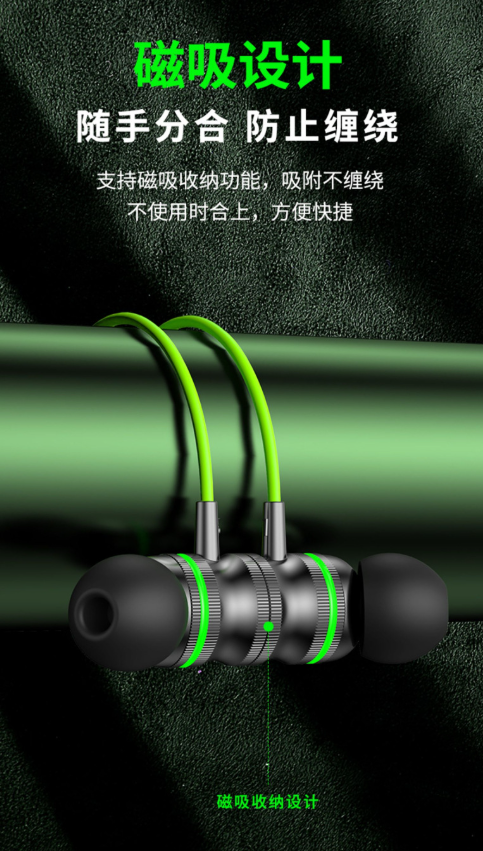 磁吸设计
随手分合 防止缠绕
支持磁吸收纳功能，吸附不缠绕
不使用时合上，方便快捷
磁吸收纳设计